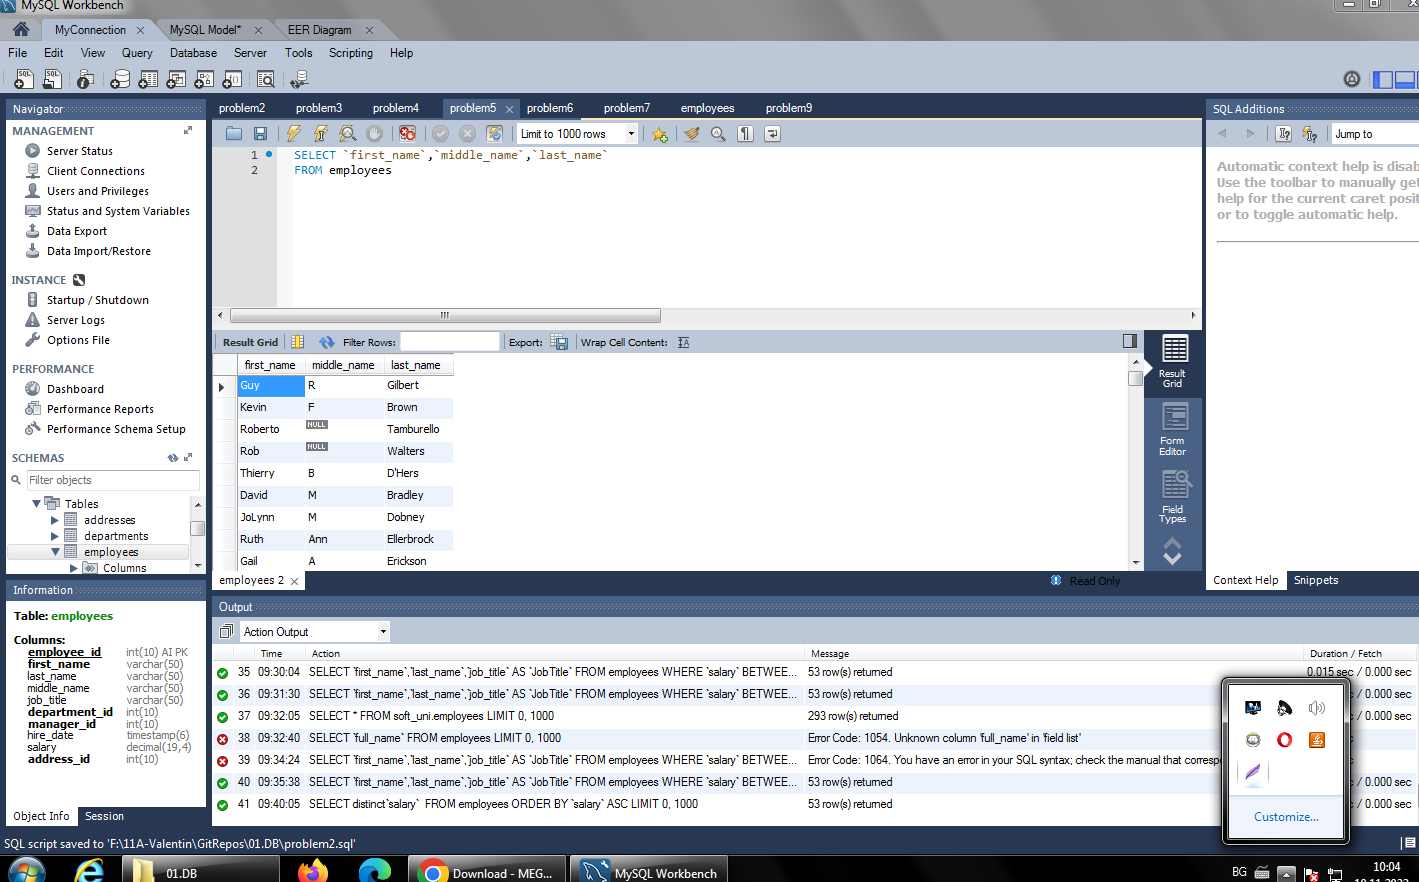 MySQL Workbench
MyConnection
MySQL Model*
EER Diagram
File Edit View Query Database Server Tools Scripting Help
Navigator
MANAGEMENT
Server Status
Client Connections
Users and Privileges
Status and System Variables
Data Export
Data Import/Restore
INSTANCE
Startup / Shutdown
Server Logs
Options File
PERFORMANCE
Dashboard
Performance Reports
Performance Schema Setup
SCHEMAS
Filter objects
Tables
addresses
departments
employees
Columns
Information
Table: employees
Columns:
employee_id int(10) AI PK
first_name varchar(50)
last_name varchar(50)
middle_name varchar(50)
job_title varchar(50)
department_id int(10)
manager_id int(10)
hire_date timestamp(6)
salary decimal(19,4)
address_id int(10)
Object Info Session
problem2 problem3 problem4 problem5 problem6 problem7 employees problem9
Limit to 1000 rows
1 SELECT `first_name`,`middle_name`,`last_name`
2 FROM employees
Result Grid Filter Rows: Export: Wrap Cell Content:
first_name middle_name last_name
Guy R Gilbert
Kevin F Brown
Roberto NULL Tamburello
Rob NULL Walters
Thierry B D'Hers
David M Bradley
JoLynn M Dobney
Ruth Ann Ellerbrock
Gail A Erickson
Result
Grid
Form
Editor
Field
Types
employees 2
Read Only
SQL Additions
Jump to
Automatic context help is disab
Use the toolbar to manually get
help for the current caret posit
or to toggle automatic help.
Context Help Snippets
Output
Action Output
Time Action Message Duration / Fetch
35 09:30:04 SELECT `first_name`,`last_name`,`job_title` AS `JobTitle` FROM employees WHERE `salary` BETWEE... 53 row(s) returned 0.015 sec / 0.000 sec
36 09:31:30 SELECT `first_name`,`last_name`,`job_title` AS `JobTitle` FROM employees WHERE `salary` BETWEE... 53 row(s) returned / 0.000 sec
37 09:32:05 SELECT * FROM soft_uni.employees LIMIT 0, 1000 293 row(s) returned / 0.000 sec
38 09:32:40 SELECT `full_name` FROM employees LIMIT 0, 1000 Error Code: 1054. Unknown column 'full_name' in 'field list'
39 09:34:24 SELECT `first_name`,`last_name`,`job_title` AS `JobTitle` FROM employees WHERE `salary` BETWEE... Error Code: 1064. You have an error in your SQL syntax; check the manual that corresp
40 09:35:38 SELECT `first_name`,`last_name`,`job_title` AS `JobTitle` FROM employees WHERE `salary` BETWEE... 53 row(s) returned / 0.000 sec
41 09:40:05 SELECT distinct`salary` FROM employees ORDER BY `salary` ASC LIMIT 0, 1000 53 row(s) returned / 0.000 sec
Customize...
SQL script saved to 'F:\11A-Valentin\GitRepos\01.DB\problem2.sql'
01.DB
Download - MEG...
MySQL Workbench
BG
10:04